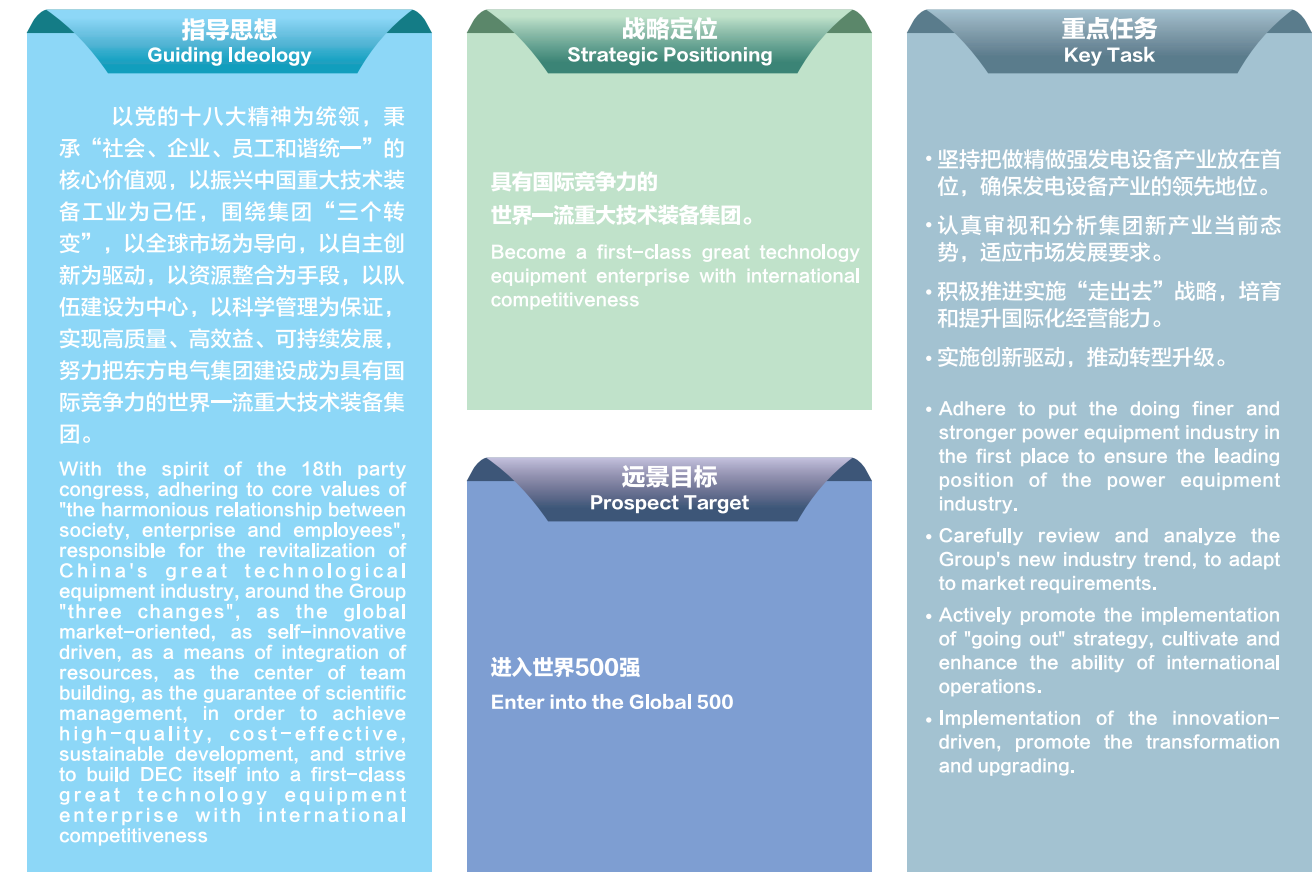 指导思想
Guiding Ideology
以党的十八大精神为统领，秉
承“社会、企业、员工和谐统一”的
核心价值观，以振兴中国重大技术装
备工业为己任，围绕集团“三个转
变”，以全球市场为导向，以自主创
新为驱动，以资源整合为手段，以队
伍建设为中心，以科学管理为保证，
实现高质量、高效益、可持续发展，
努力把东方电气集团建设成为具有国
际竞争力的世界一流重大技术装备集
团。
With the spirit of the 18th party
congress, adhering to core values of
"the harmonious relationship between
society, enterprise and employees",
responsible for the revitalization of
China's great technological
equipment industry, around the Group
"three changes", as the global
market-oriented, as self-innovative
driven, as a means of integration of
resources, as the center of team
building, as the guarantee of scientific
management, in order to achieve
high-quality, cost-effective,
sustainable development, and strive
to build DEC itself into a first-class
great technology equipment
enterprise with international
competitiveness
战略定位
Strategic Positioning
具有国际竞争力的
世界一流重大技术装备集团。
Become a first-class great technology
equipment enterprise with international
competitiveness
远景目标
Prospect Target
进入世界500强
Enter into the Global 500
重点任务
Key Task
• 坚持把做精做强发电设备产业放在首
位，确保发电设备产业的领先地位。
• 认真审视和分析集团新产业当前态
势，适应市场发展要求。
• 积极推进实施“走出去”战略，培育
和提升国际化经营能力。
• 实施创新驱动，推动转型升级。
• Adhere to put the doing finer and
stronger power equipment industry in
the first place to ensure the leading
position of the power equipment
industry.
• Carefully review and analyze the
Group's new industry trend, to adapt
to market requirements.
• Actively promote the implementation
of "going out" strategy, cultivate and
enhance the ability of international
operations.
• Implementation of the innovation-
driven, promote the transformation
and upgrading.